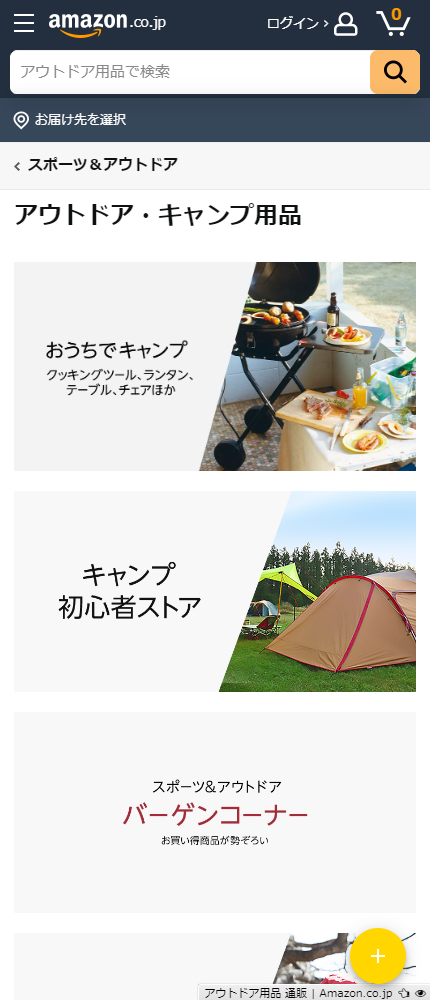 amazon.co.jp
ログイン ›
0
アウトドア用品で検索
お届け先を選択
‹ スポーツ&アウトドア
アウトドア・キャンプ用品
おうちでキャンプ
クッキングツール、ランタン、
テーブル、チェアほか
キャンプ
初心者ストア
スポーツ&アウトドア
バーゲンコーナー
お買い得商品が勢ぞろい
+
アウトドア用品 通販 | Amazon.co.jp